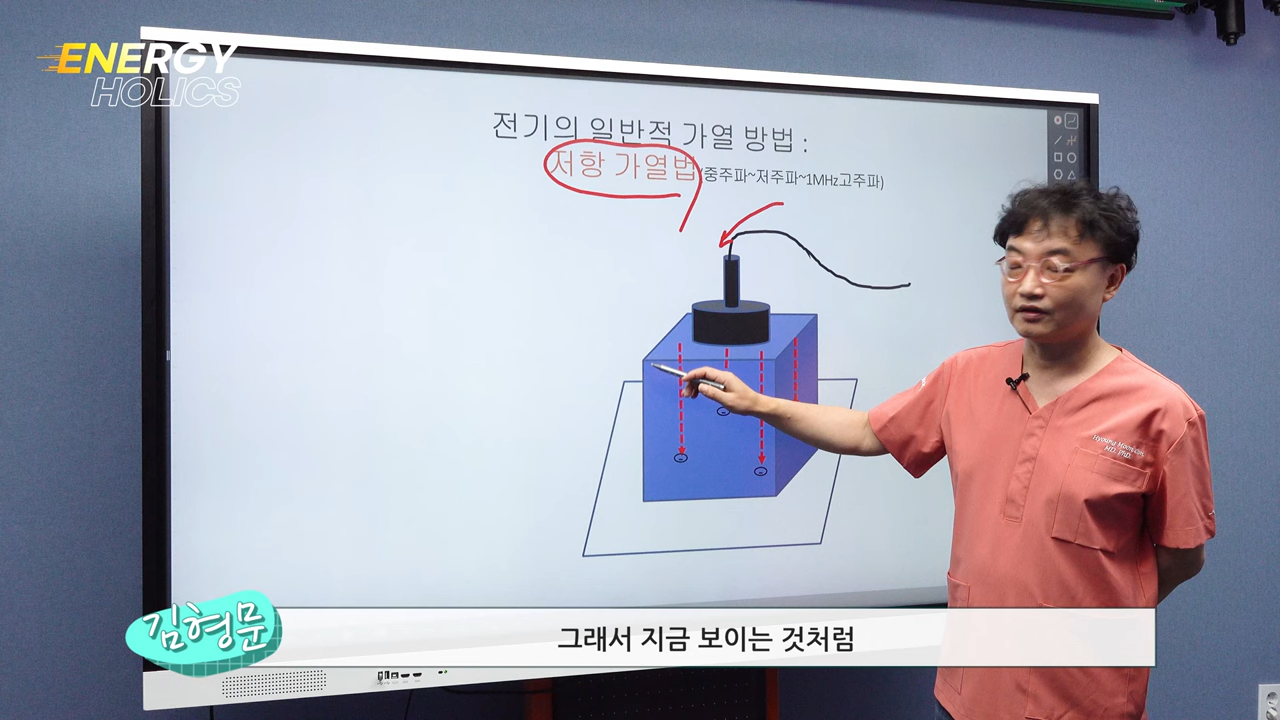 ENERGY
HOLICS
전기의 일반적 가열 방법 :
저항 가열법(중주파~저주파~1MHz고주파)
MD. PhD.
김형문
그래서 지금 보이는 것처럼